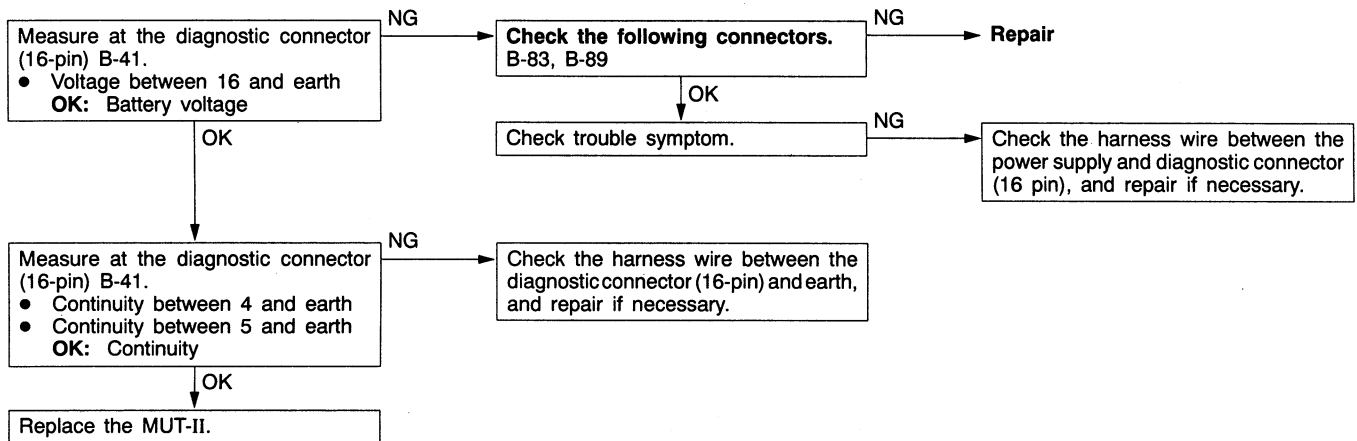 Measure at the diagnostic connector
(16-pin) B-41.
● Voltage between 16 and earth
OK: Battery voltage
NG
Check the following connectors.
B-83, B-89
NG
Repair
OK
Check trouble symptom.
NG
Check the harness wire between the
power supply and diagnostic connector
(16 pin), and repair if necessary.
OK
Measure at the diagnostic connector
(16-pin) B-41.
● Continuity between 4 and earth
● Continuity between 5 and earth
OK: Continuity
NG
Check the harness wire between the
diagnostic connector (16-pin) and earth,
and repair if necessary.
OK
Replace the MUT-II.